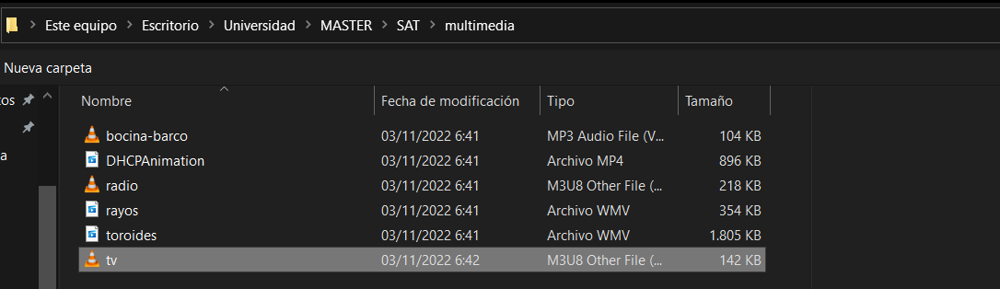 Este equipo > Escritorio > Universidad > MASTER > SAT > multimedia
Nueva carpeta
Nombre Fecha de modificación Tipo Tamaño
bocina-barco 03/11/2022 6:41 MP3 Audio File (V... 104 KB
DHCPAnimation 03/11/2022 6:41 Archivo MP4 896 KB
radio 03/11/2022 6:41 M3U8 Other File (... 218 KB
rayos 03/11/2022 6:41 Archivo WMV 354 KB
toroides 03/11/2022 6:41 Archivo WMV 1.805 KB
tv 03/11/2022 6:42 M3U8 Other File (... 142 KB